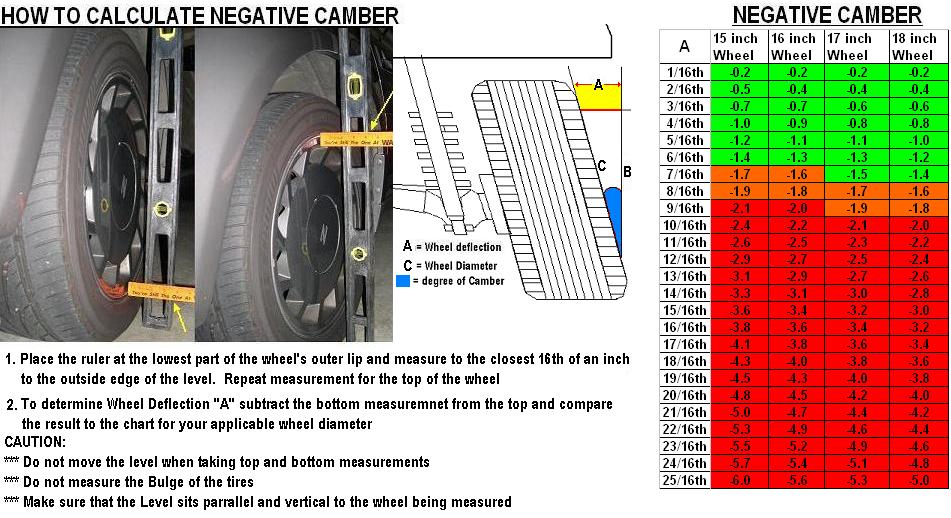 HOW TO CALCULATE NEGATIVE CAMBER
You're Still The One At WA
You're Still The One At
A
C
B
A = Wheel deflection
C = Wheel Diameter
= degree of Camber
1. Place the ruler at the lowest part of the wheel's outer lip and measure to the closest 16th of an inch
to the outside edge of the level. Repeat measurement for the top of the wheel
2. To determine Wheel Deflection "A" subtract the bottom measuremnet from the top and compare
the result to the chart for your applicable wheel diameter
CAUTION:
*** Do not move the level when taking top and bottom measurements
*** Do not measure the Bulge of the tires
*** Make sure that the Level sits parrallel and vertical to the wheel being measured
NEGATIVE CAMBER
A 15 inch Wheel 16 inch Wheel 17 inch Wheel 18 inch Wheel
1/16th -0.2 -0.2 -0.2 -0.2
2/16th -0.5 -0.4 -0.4 -0.4
3/16th -0.7 -0.7 -0.6 -0.6
4/16th -1.0 -0.9 -0.8 -0.8
5/16th -1.2 -1.1 -1.1 -1.0
6/16th -1.4 -1.3 -1.3 -1.2
7/16th -1.7 -1.6 -1.5 -1.4
8/16th -1.9 -1.8 -1.7 -1.6
9/16th -2.1 -2.0 -1.9 -1.8
10/16th -2.4 -2.2 -2.1 -2.0
11/16th -2.6 -2.5 -2.3 -2.2
12/16th -2.9 -2.7 -2.5 -2.4
13/16th -3.1 -2.9 -2.7 -2.6
14/16th -3.3 -3.1 -3.0 -2.8
15/16th -3.6 -3.4 -3.2 -3.0
16/16th -3.8 -3.6 -3.4 -3.2
17/16th -4.1 -3.8 -3.6 -3.4
18/16th -4.3 -4.0 -3.8 -3.6
19/16th -4.5 -4.3 -4.0 -3.8
20/16th -4.8 -4.5 -4.2 -4.0
21/16th -5.0 -4.7 -4.4 -4.2
22/16th -5.3 -4.9 -4.6 -4.4
23/16th -5.5 -5.2 -4.9 -4.6
24/16th -5.7 -5.4 -5.1 -4.8
25/16th -6.0 -5.6 -5.3 -5.0